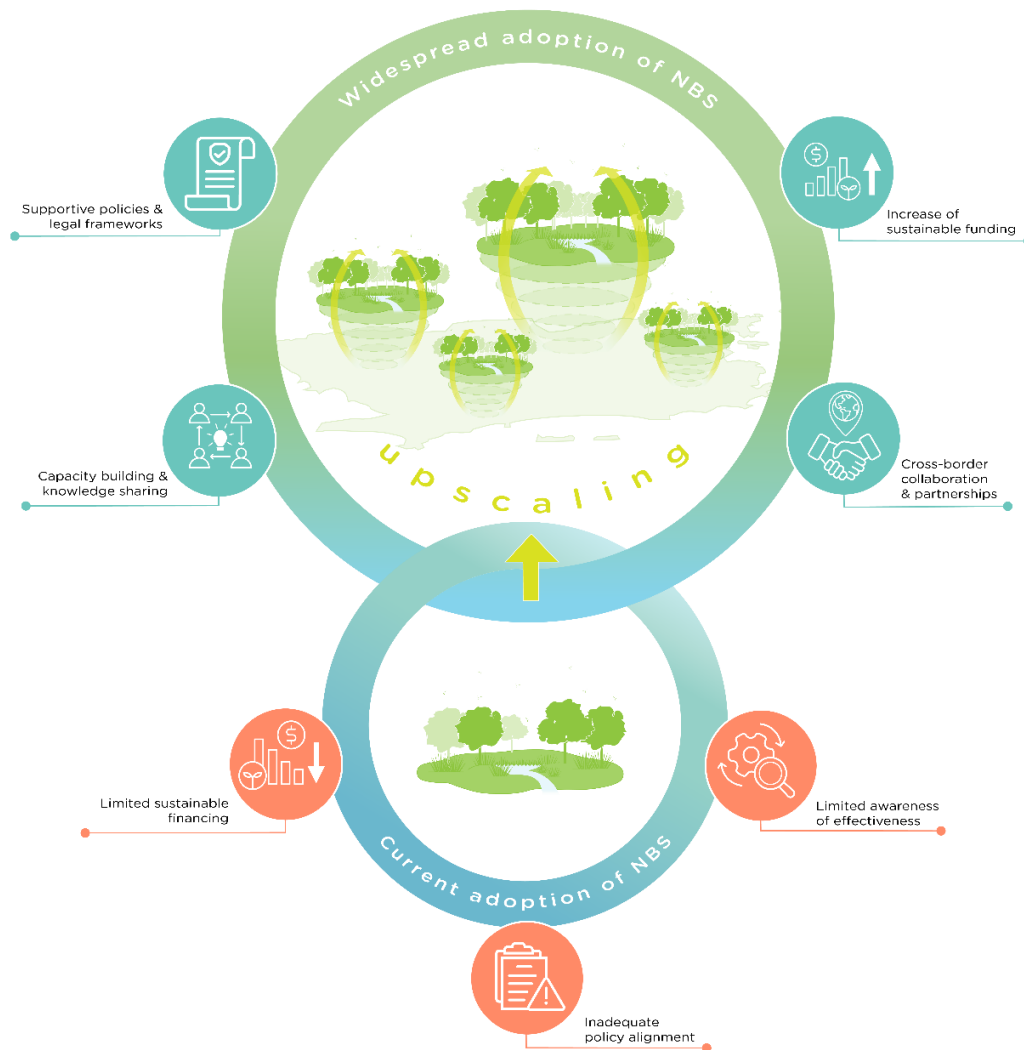 Widespread adoption of NBS
Supportive policies &
legal frameworks
Increase of
sustainable funding
Capacity building &
knowledge sharing
Cross-border
collaboration
& partnerships
upscaling
Limited sustainable
financing
Limited awareness
of effectiveness
Current adoption of NBS
Inadequate
policy alignment